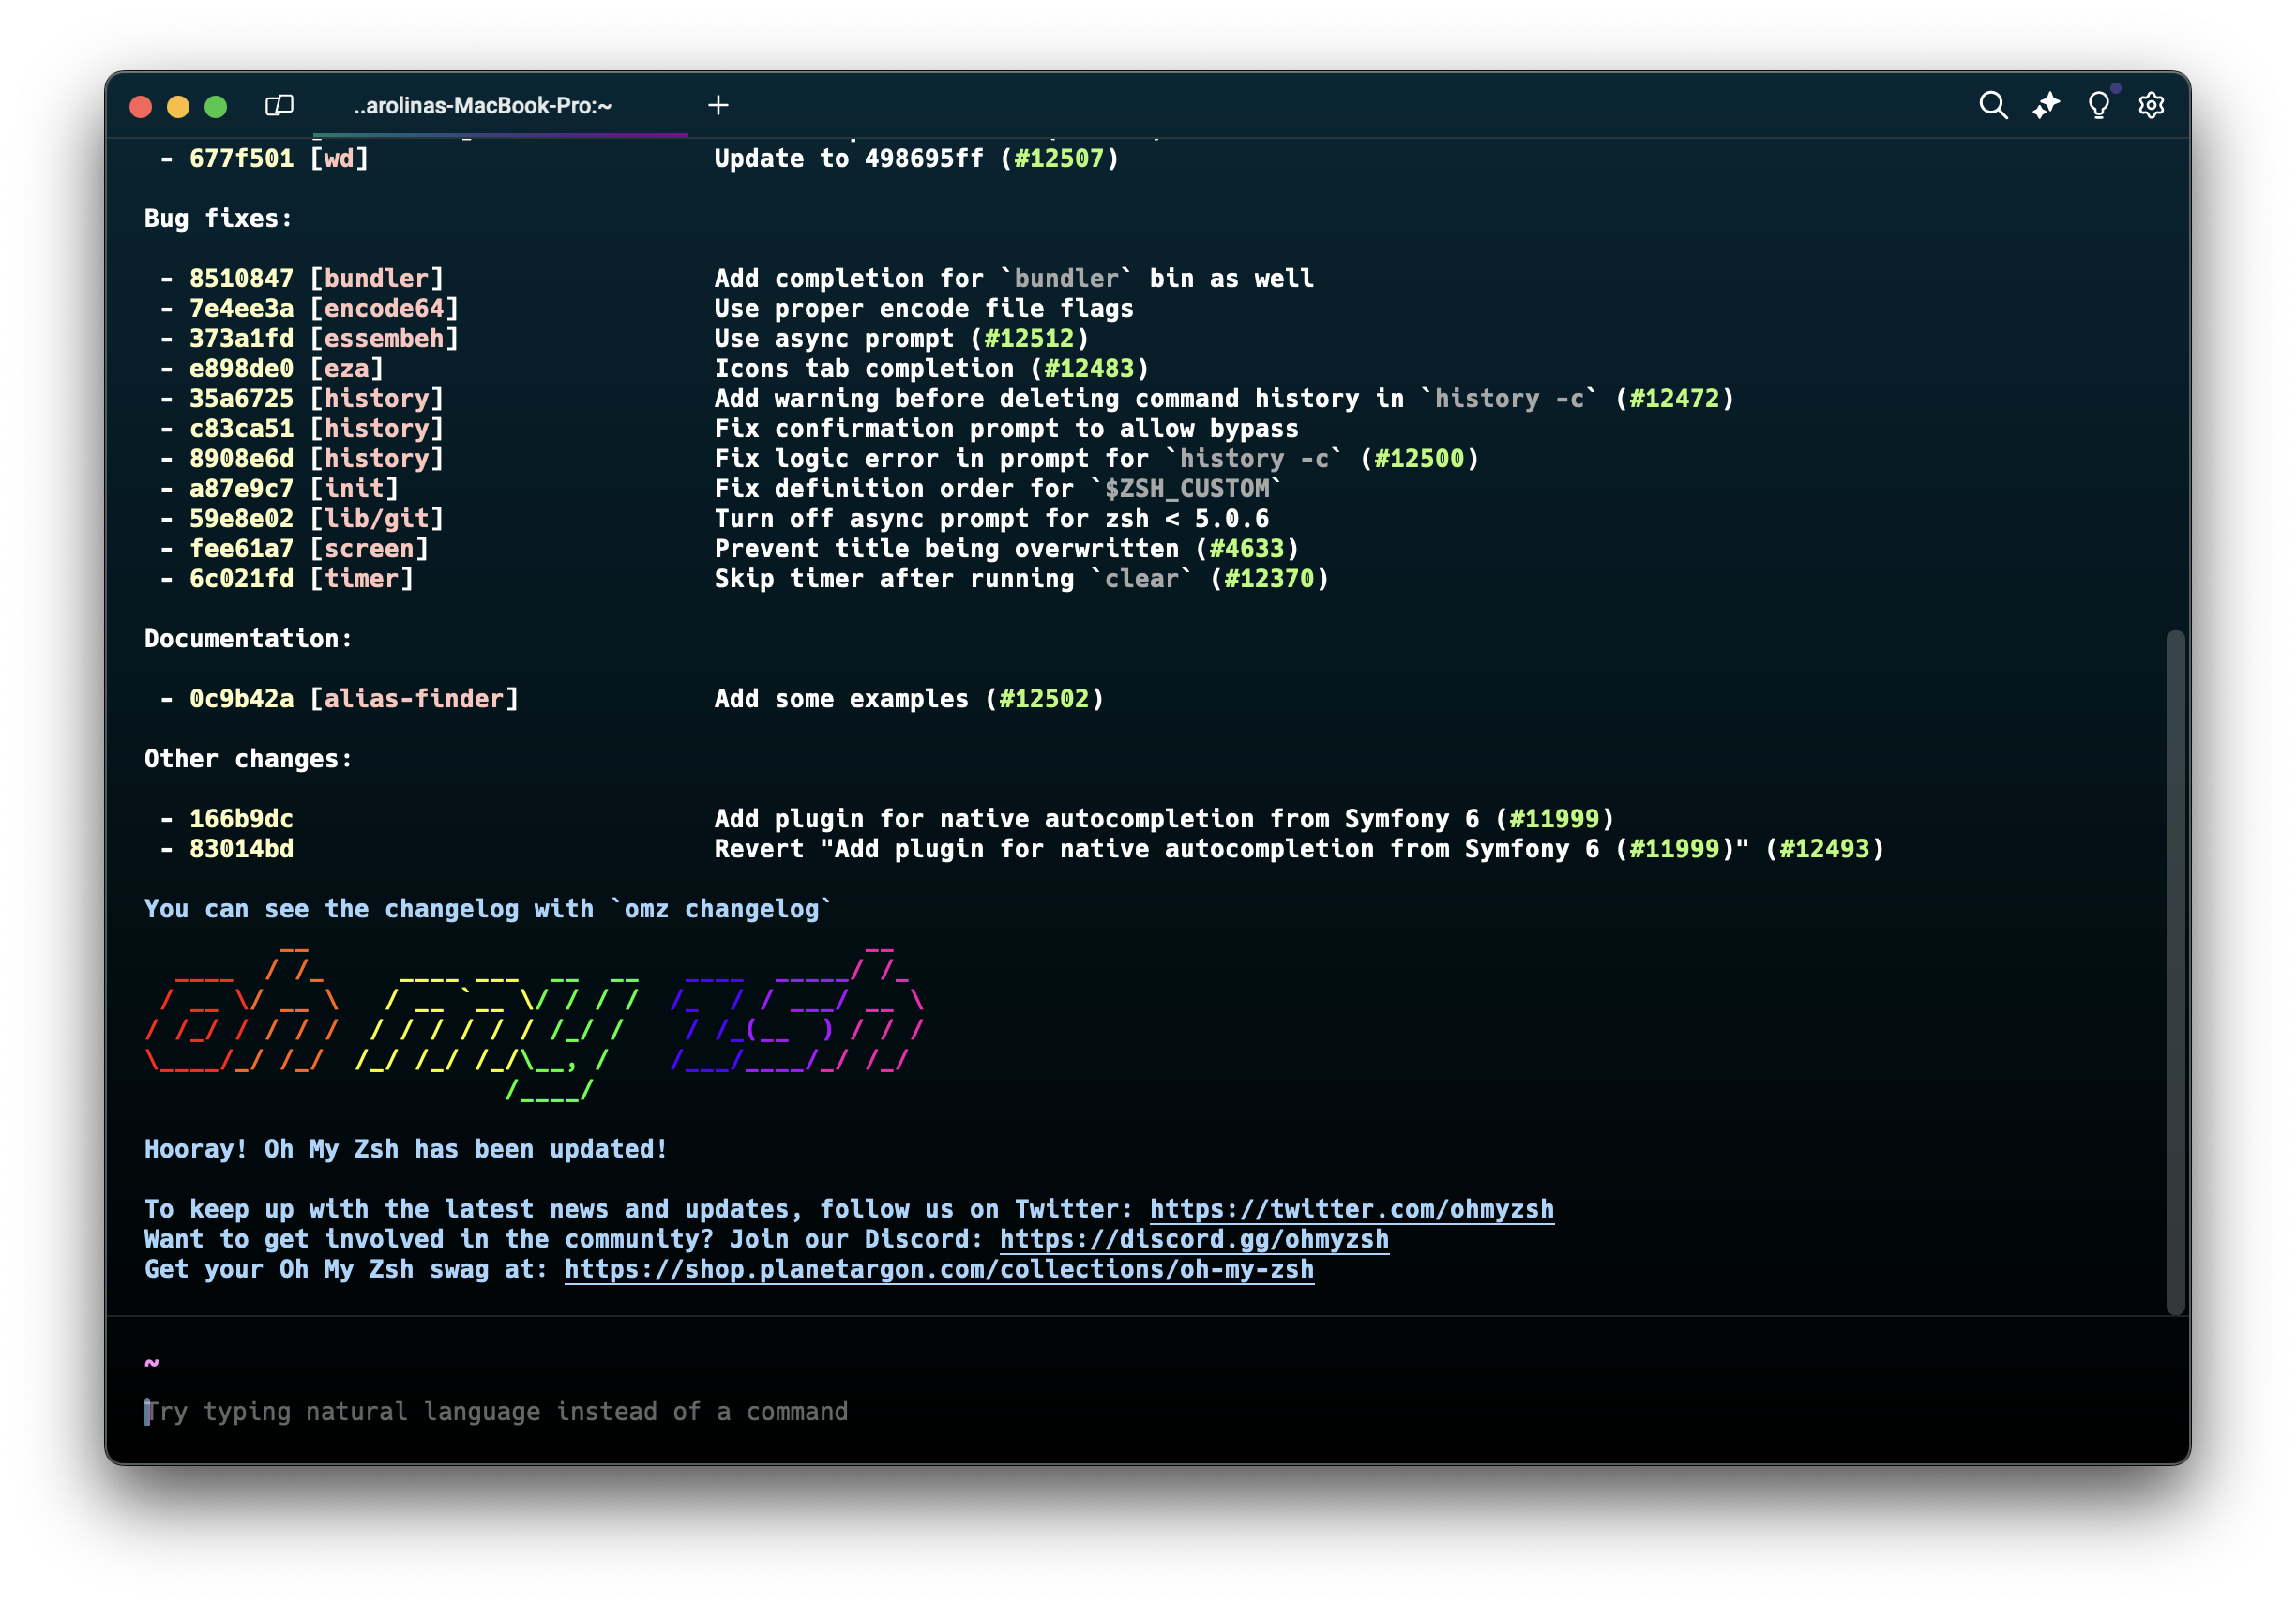 ..arolinas-MacBook-Pro:~
- 677f501 [wd] Update to 498695ff (#12507)
Bug fixes:
- 8510847 [bundler] Add completion for `bundler` bin as well
- 7e4ee3a [encode64] Use proper encode file flags
- 373a1fd [essembeh] Use async prompt (#12512)
- e898de0 [eza] Icons tab completion (#12483)
- 35a6725 [history] Add warning before deleting command history in `history -c` (#12472)
- c83ca51 [history] Fix confirmation prompt to allow bypass
- 8908e6d [history] Fix logic error in prompt for `history -c` (#12500)
- a87e9c7 [init] Fix definition order for `$ZSH_CUSTOM`
- 59e8e02 [lib/git] Turn off async prompt for zsh < 5.0.6
- fee61a7 [screen] Prevent title being overwritten (#4633)
- 6c021fd [timer] Skip timer after running `clear` (#12370)
Documentation:
- 0c9b42a [alias-finder] Add some examples (#12502)
Other changes:
- 166b9dc Add plugin for native autocompletion from Symfony 6 (#11999)
- 83014bd Revert "Add plugin for native autocompletion from Symfony 6 (#11999)" (#12493)
You can see the changelog with `omz changelog`
oh my zsh
Hooray! Oh My Zsh has been updated!
To keep up with the latest news and updates, follow us on Twitter: https://twitter.com/ohmyzsh
Want to get involved in the community? Join our Discord: https://discord.gg/ohmyzsh
Get your Oh My Zsh swag at: https://shop.planetargon.com/collections/oh-my-zsh
~
Try typing natural language instead of a command